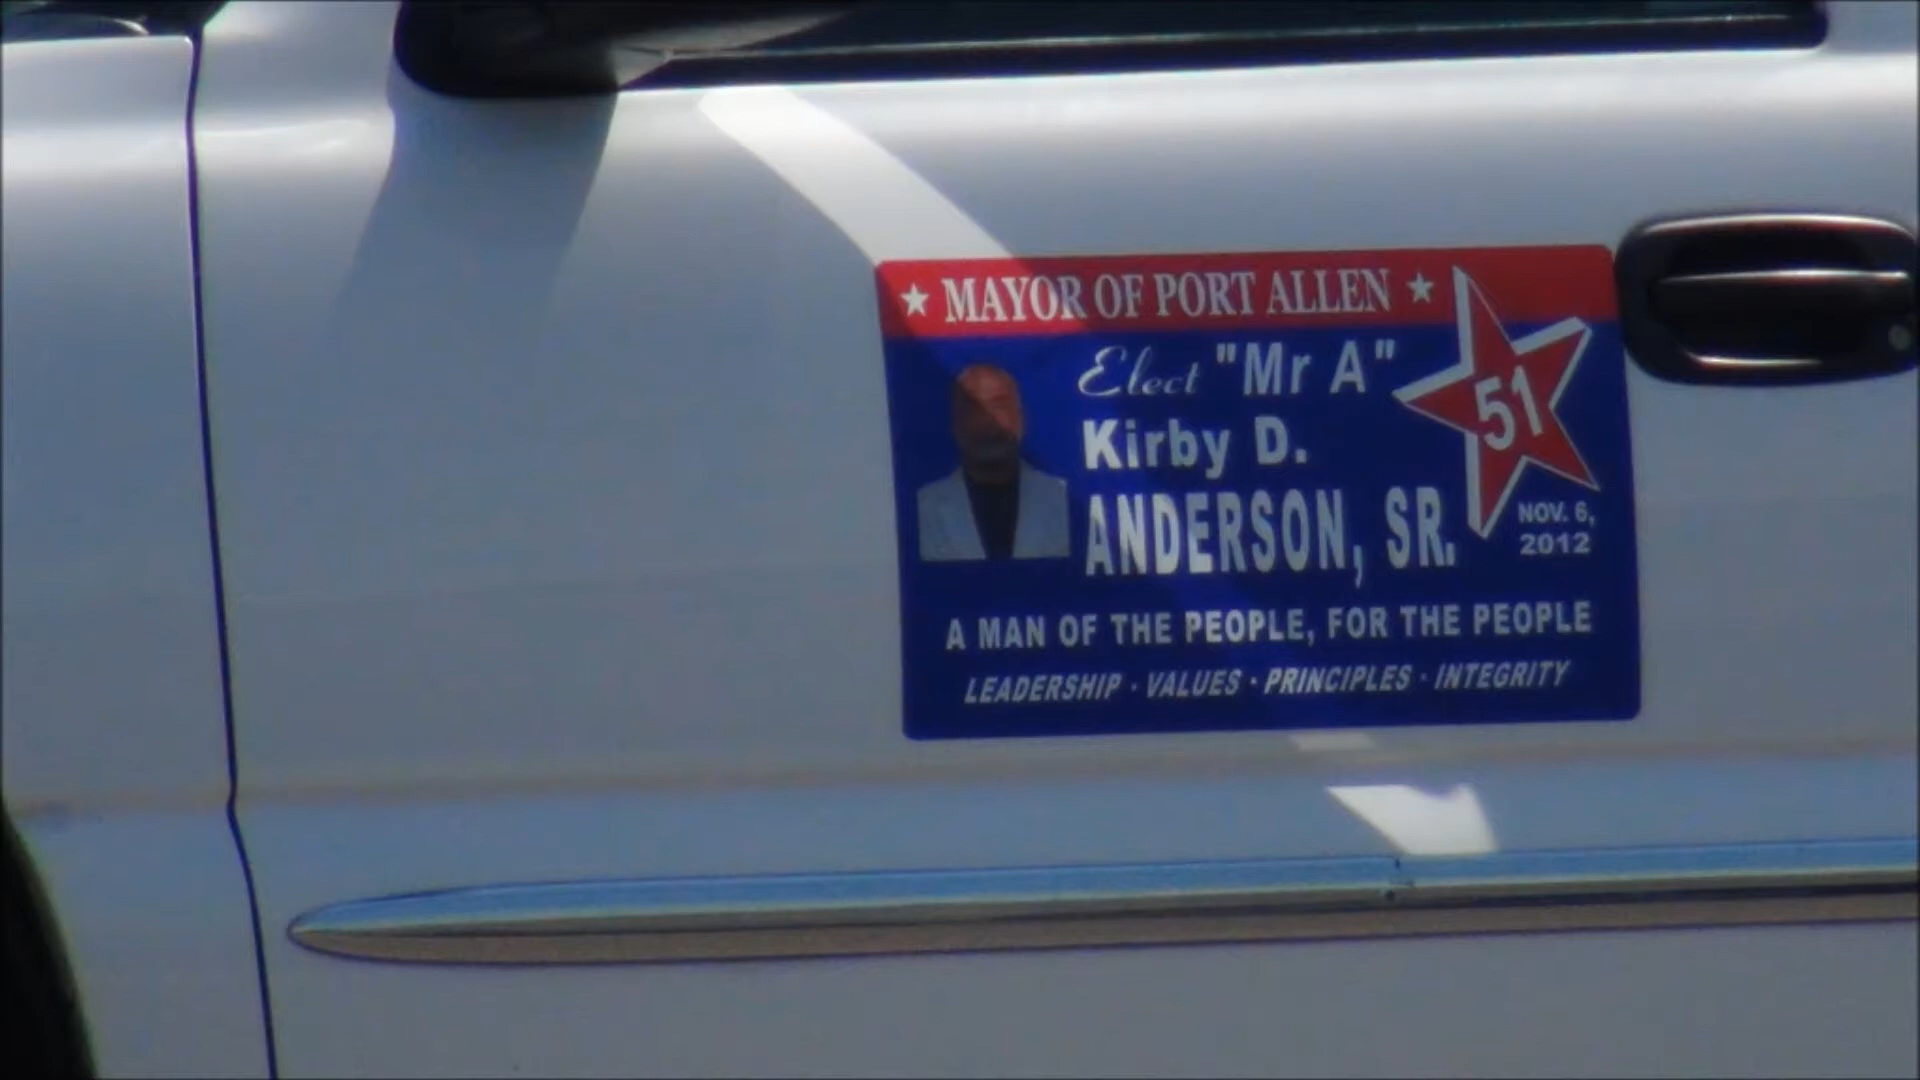 ★ MAYOR OF PORT ALLEN ★
Elect "Mr A"
Kirby D.
ANDERSON, SR.
51
NOV. 6,
2012
A MAN OF THE PEOPLE, FOR THE PEOPLE
LEADERSHIP · VALUES · PRINCIPLES · INTEGRITY